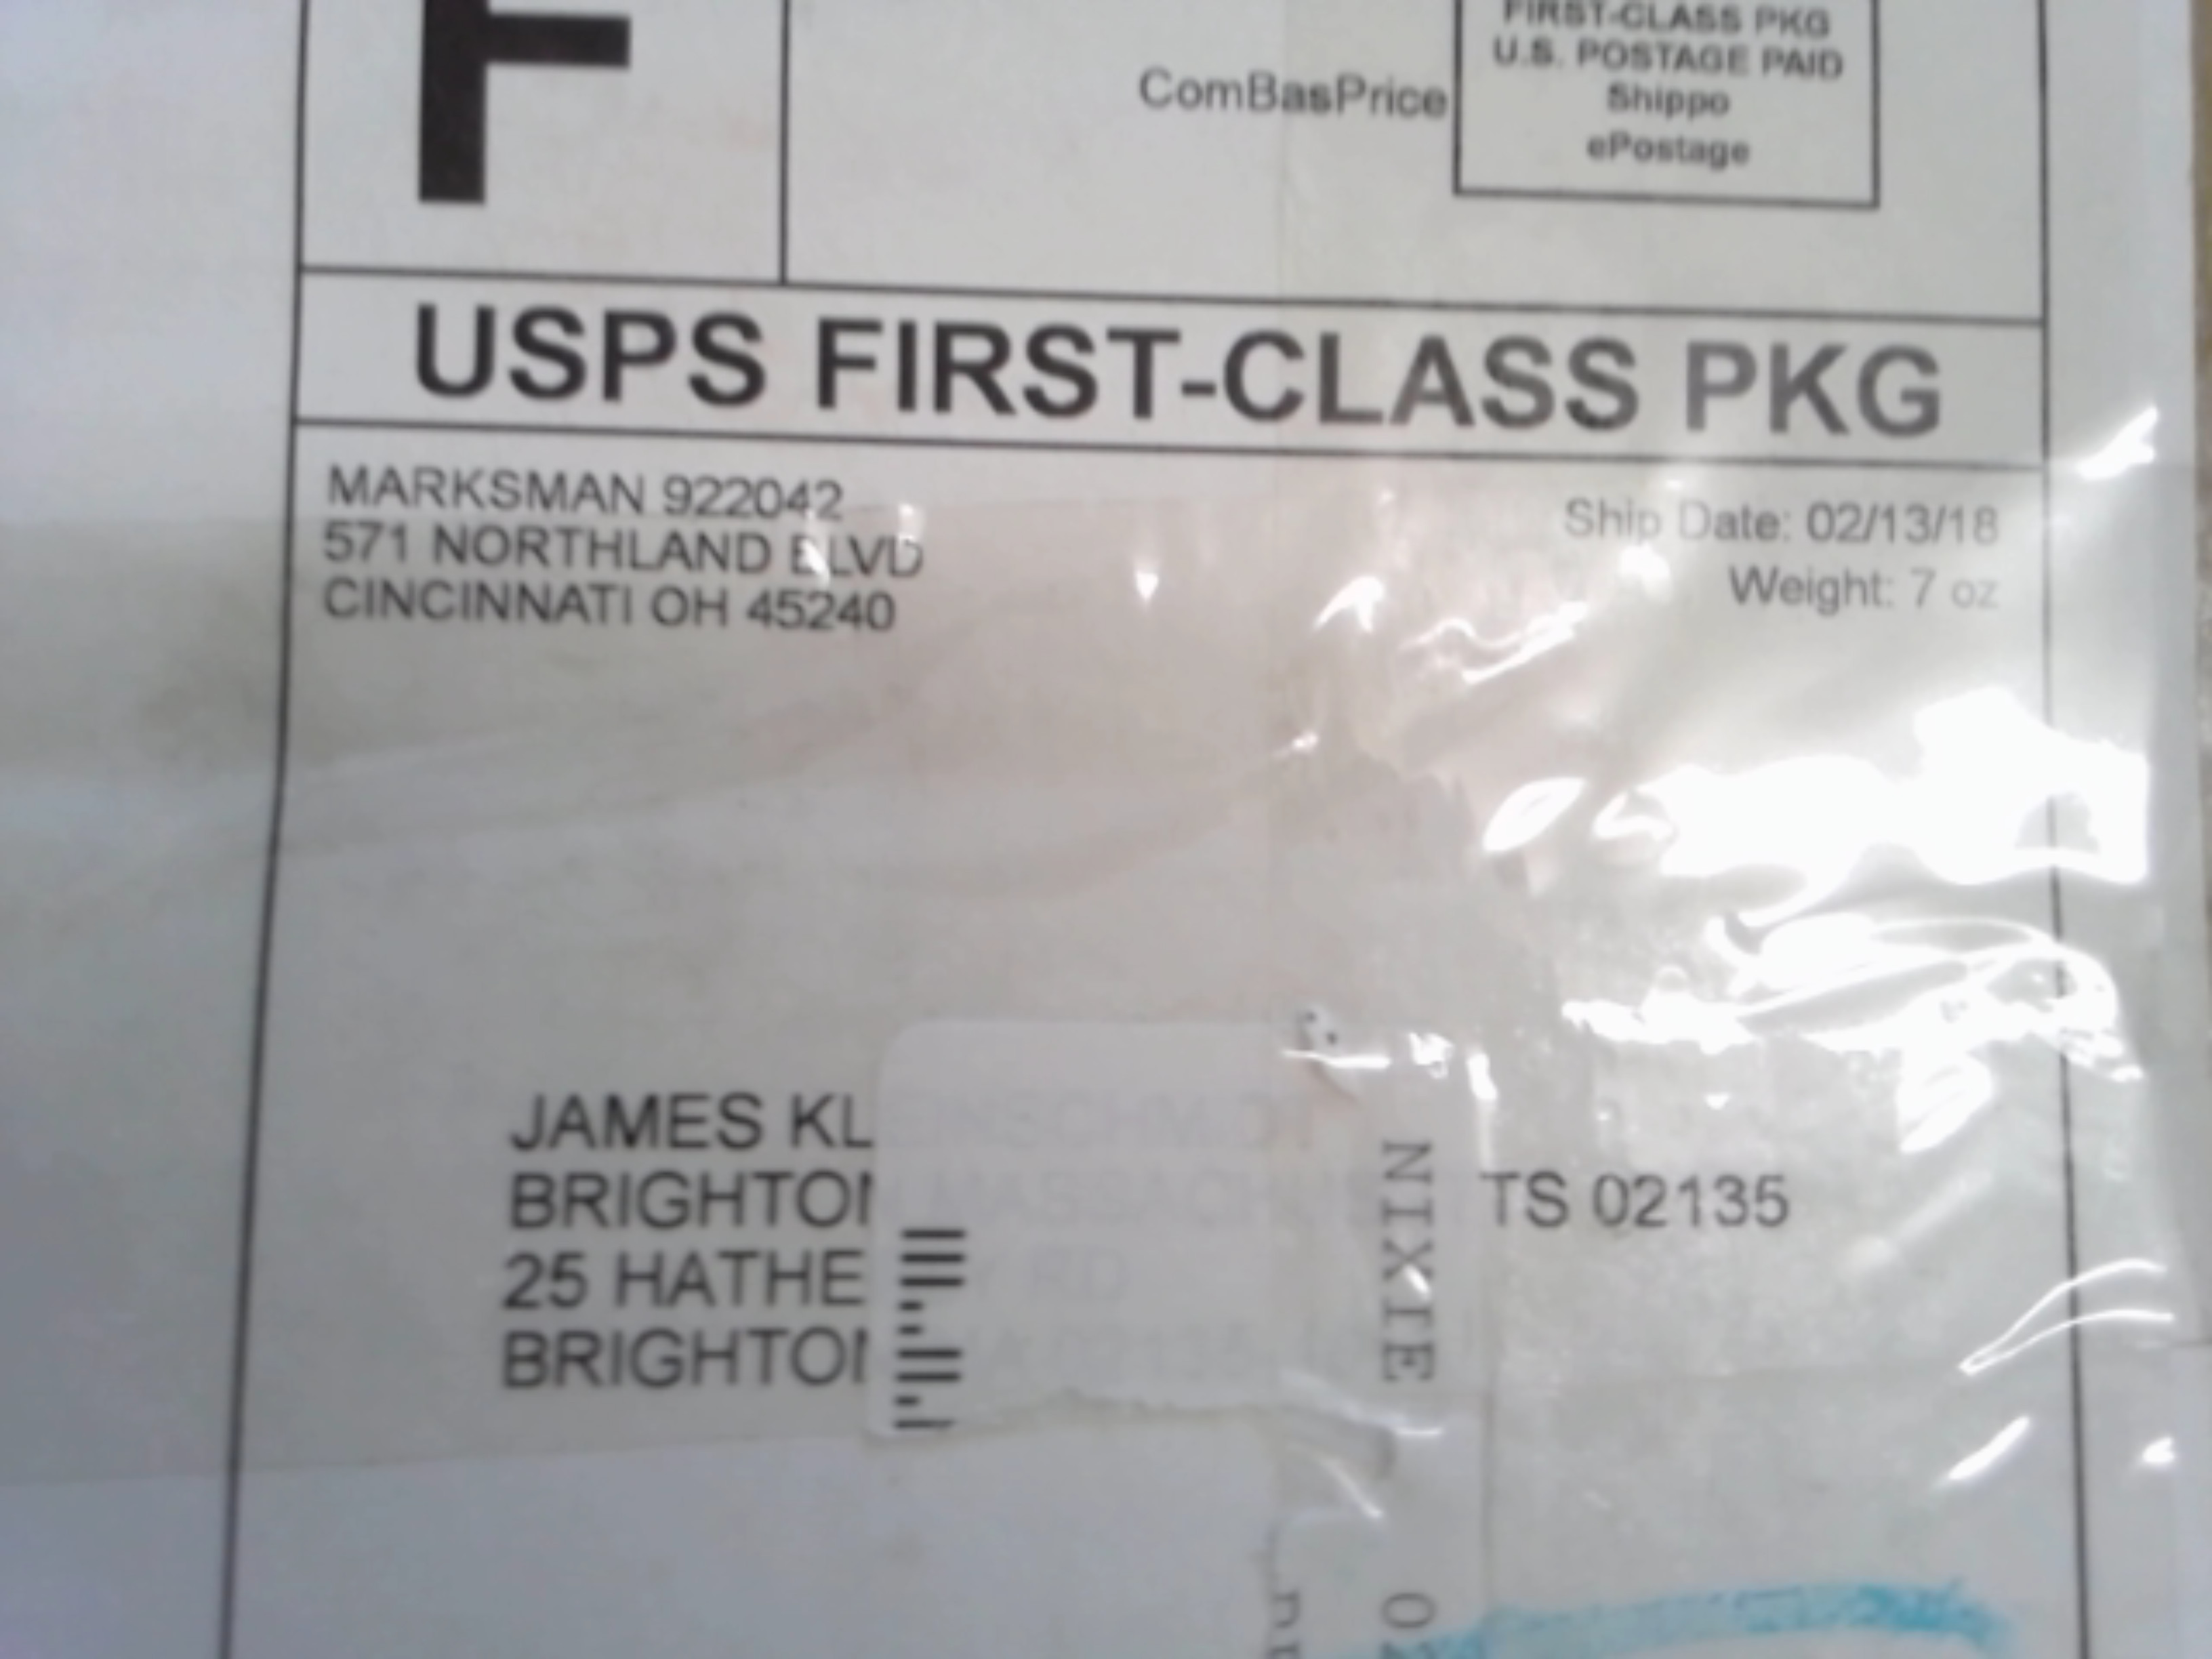 F
FIRST-CLASS PKG
U.S. POSTAGE PAID
Shippo
ePostage
ComBasPrice
USPS FIRST-CLASS PKG
MARKSMAN 922042
571 NORTHLAND BLVD
CINCINNATI OH 45240
Ship Date: 02/13/18
Weight: 7 oz
JAMES KL
BRIGHTON TS 02135
25 HATHE RD
BRIGHTON
NIXIE